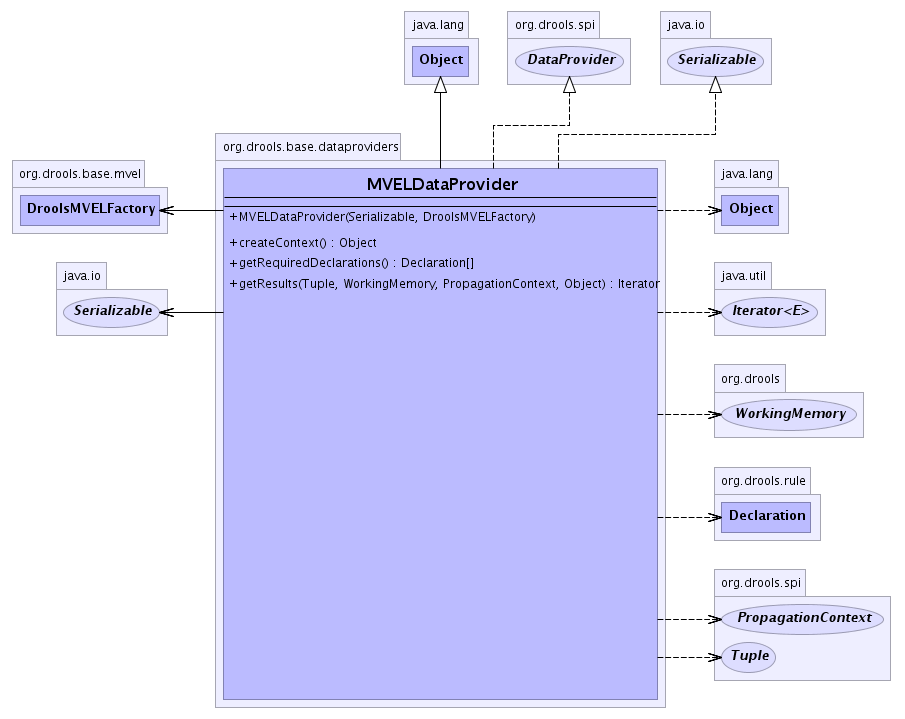 java.lang
Object
org.drools.spi
DataProvider
java.io
Serializable
org.drools.base.dataproviders
MVELDataProvider
+ MVELDataProvider(Serializable, DroolsMVELFactory)
+ createContext() : Object
+ getRequiredDeclarations() : Declaration[]
+ getResults(Tuple, WorkingMemory, PropagationContext, Object) : Iterator
org.drools.base.mvel
DroolsMVELFactory
java.io
Serializable
java.lang
Object
java.util
Iterator<E>
org.drools
WorkingMemory
org.drools.rule
Declaration
org.drools.spi
PropagationContext
Tuple